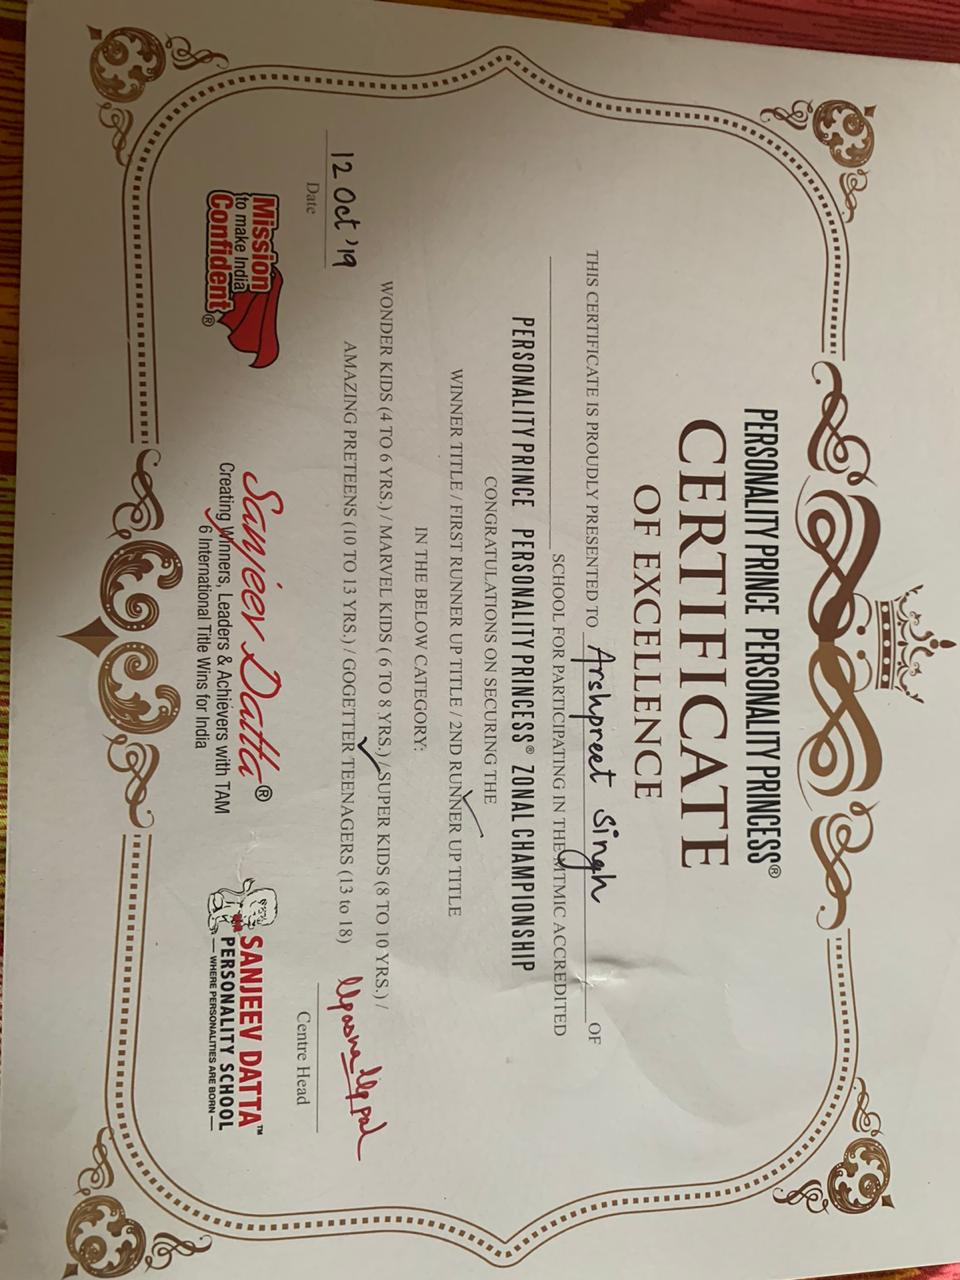 PERSONALITY PRINCE PERSONALITY PRINCESS®
CERTIFICATE
OF EXCELLENCE
THIS CERTIFICATE IS PROUDLY PRESENTED TO Arshpreet Singh OF
SCHOOL FOR PARTICIPATING IN THE MTMIC ACCREDITED
PERSONALITY PRINCE PERSONALITY PRINCESS® ZONAL CHAMPIONSHIP
CONGRATULATIONS ON SECURING THE
WINNER TITLE / FIRST RUNNER UP TITLE / 2ND RUNNER UP TITLE
IN THE BELOW CATEGORY:
WONDER KIDS (4 TO 6 YRS.) / MARVEL KIDS ( 6 TO 8 YRS.) / SUPER KIDS (8 TO 10 YRS.) /
AMAZING PRETEENS (10 TO 13 YRS.) / GOGETTER TEENAGERS (13 to 18)
12 Oct '19
Date
Upasna Uppal
Centre Head
Mission
to make India
Confident®
Sanjeev Datta®
Creating Winners, Leaders & Achievers with TAM
6 International Title Wins for India
SANJEEV DATTA™
PERSONALITY SCHOOL
— WHERE PERSONALITIES ARE BORN —